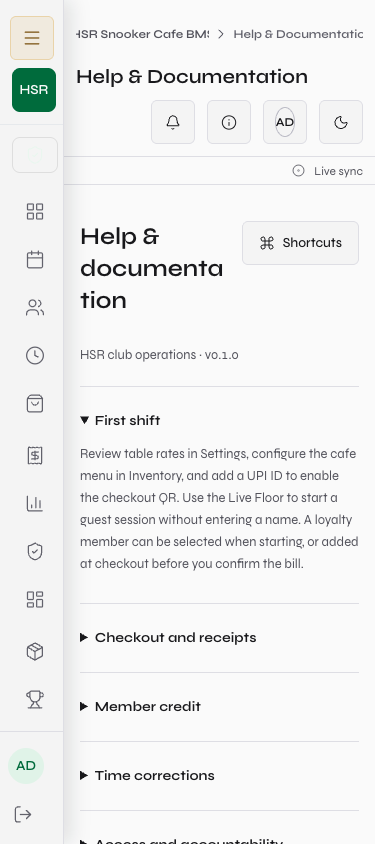 HSR Snooker Cafe BMS > Help & Documentatic
Help & Documentation
HSR
AD
Live sync
Help &
documenta
tion
Shortcuts
HSR club operations · v0.1.0
First shift
Review table rates in Settings, configure the cafe
menu in Inventory, and add a UPI ID to enable
the checkout QR. Use the Live Floor to start a
guest session without entering a name. A loyalty
member can be selected when starting, or added
at checkout before you confirm the bill.
Checkout and receipts
Member credit
Time corrections
Access and accountability
AD